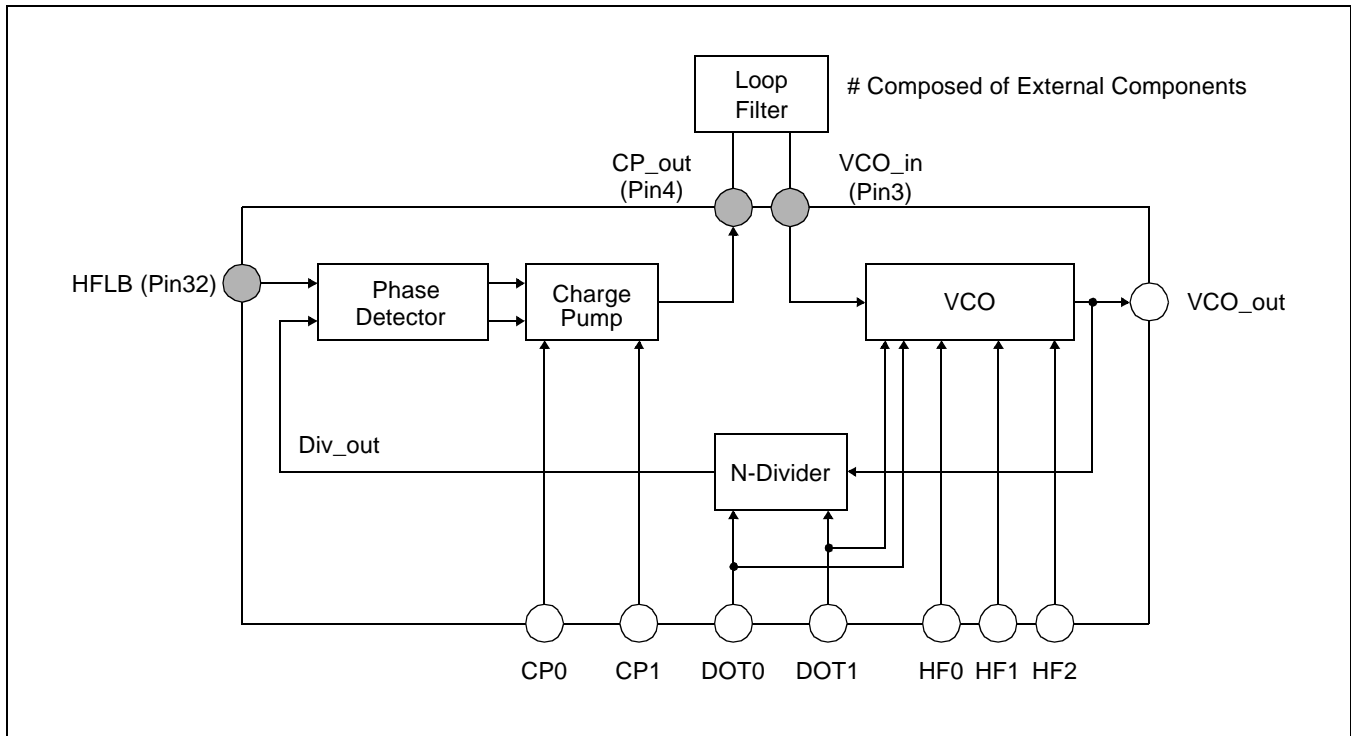 Loop
Filter
# Composed of External Components
CP_out
(Pin4)
VCO_in
(Pin3)
HFLB (Pin32)
Phase
Detector
Charge
Pump
VCO
VCO_out
Div_out
N-Divider
CP0
CP1
DOT0
DOT1
HF0
HF1
HF2